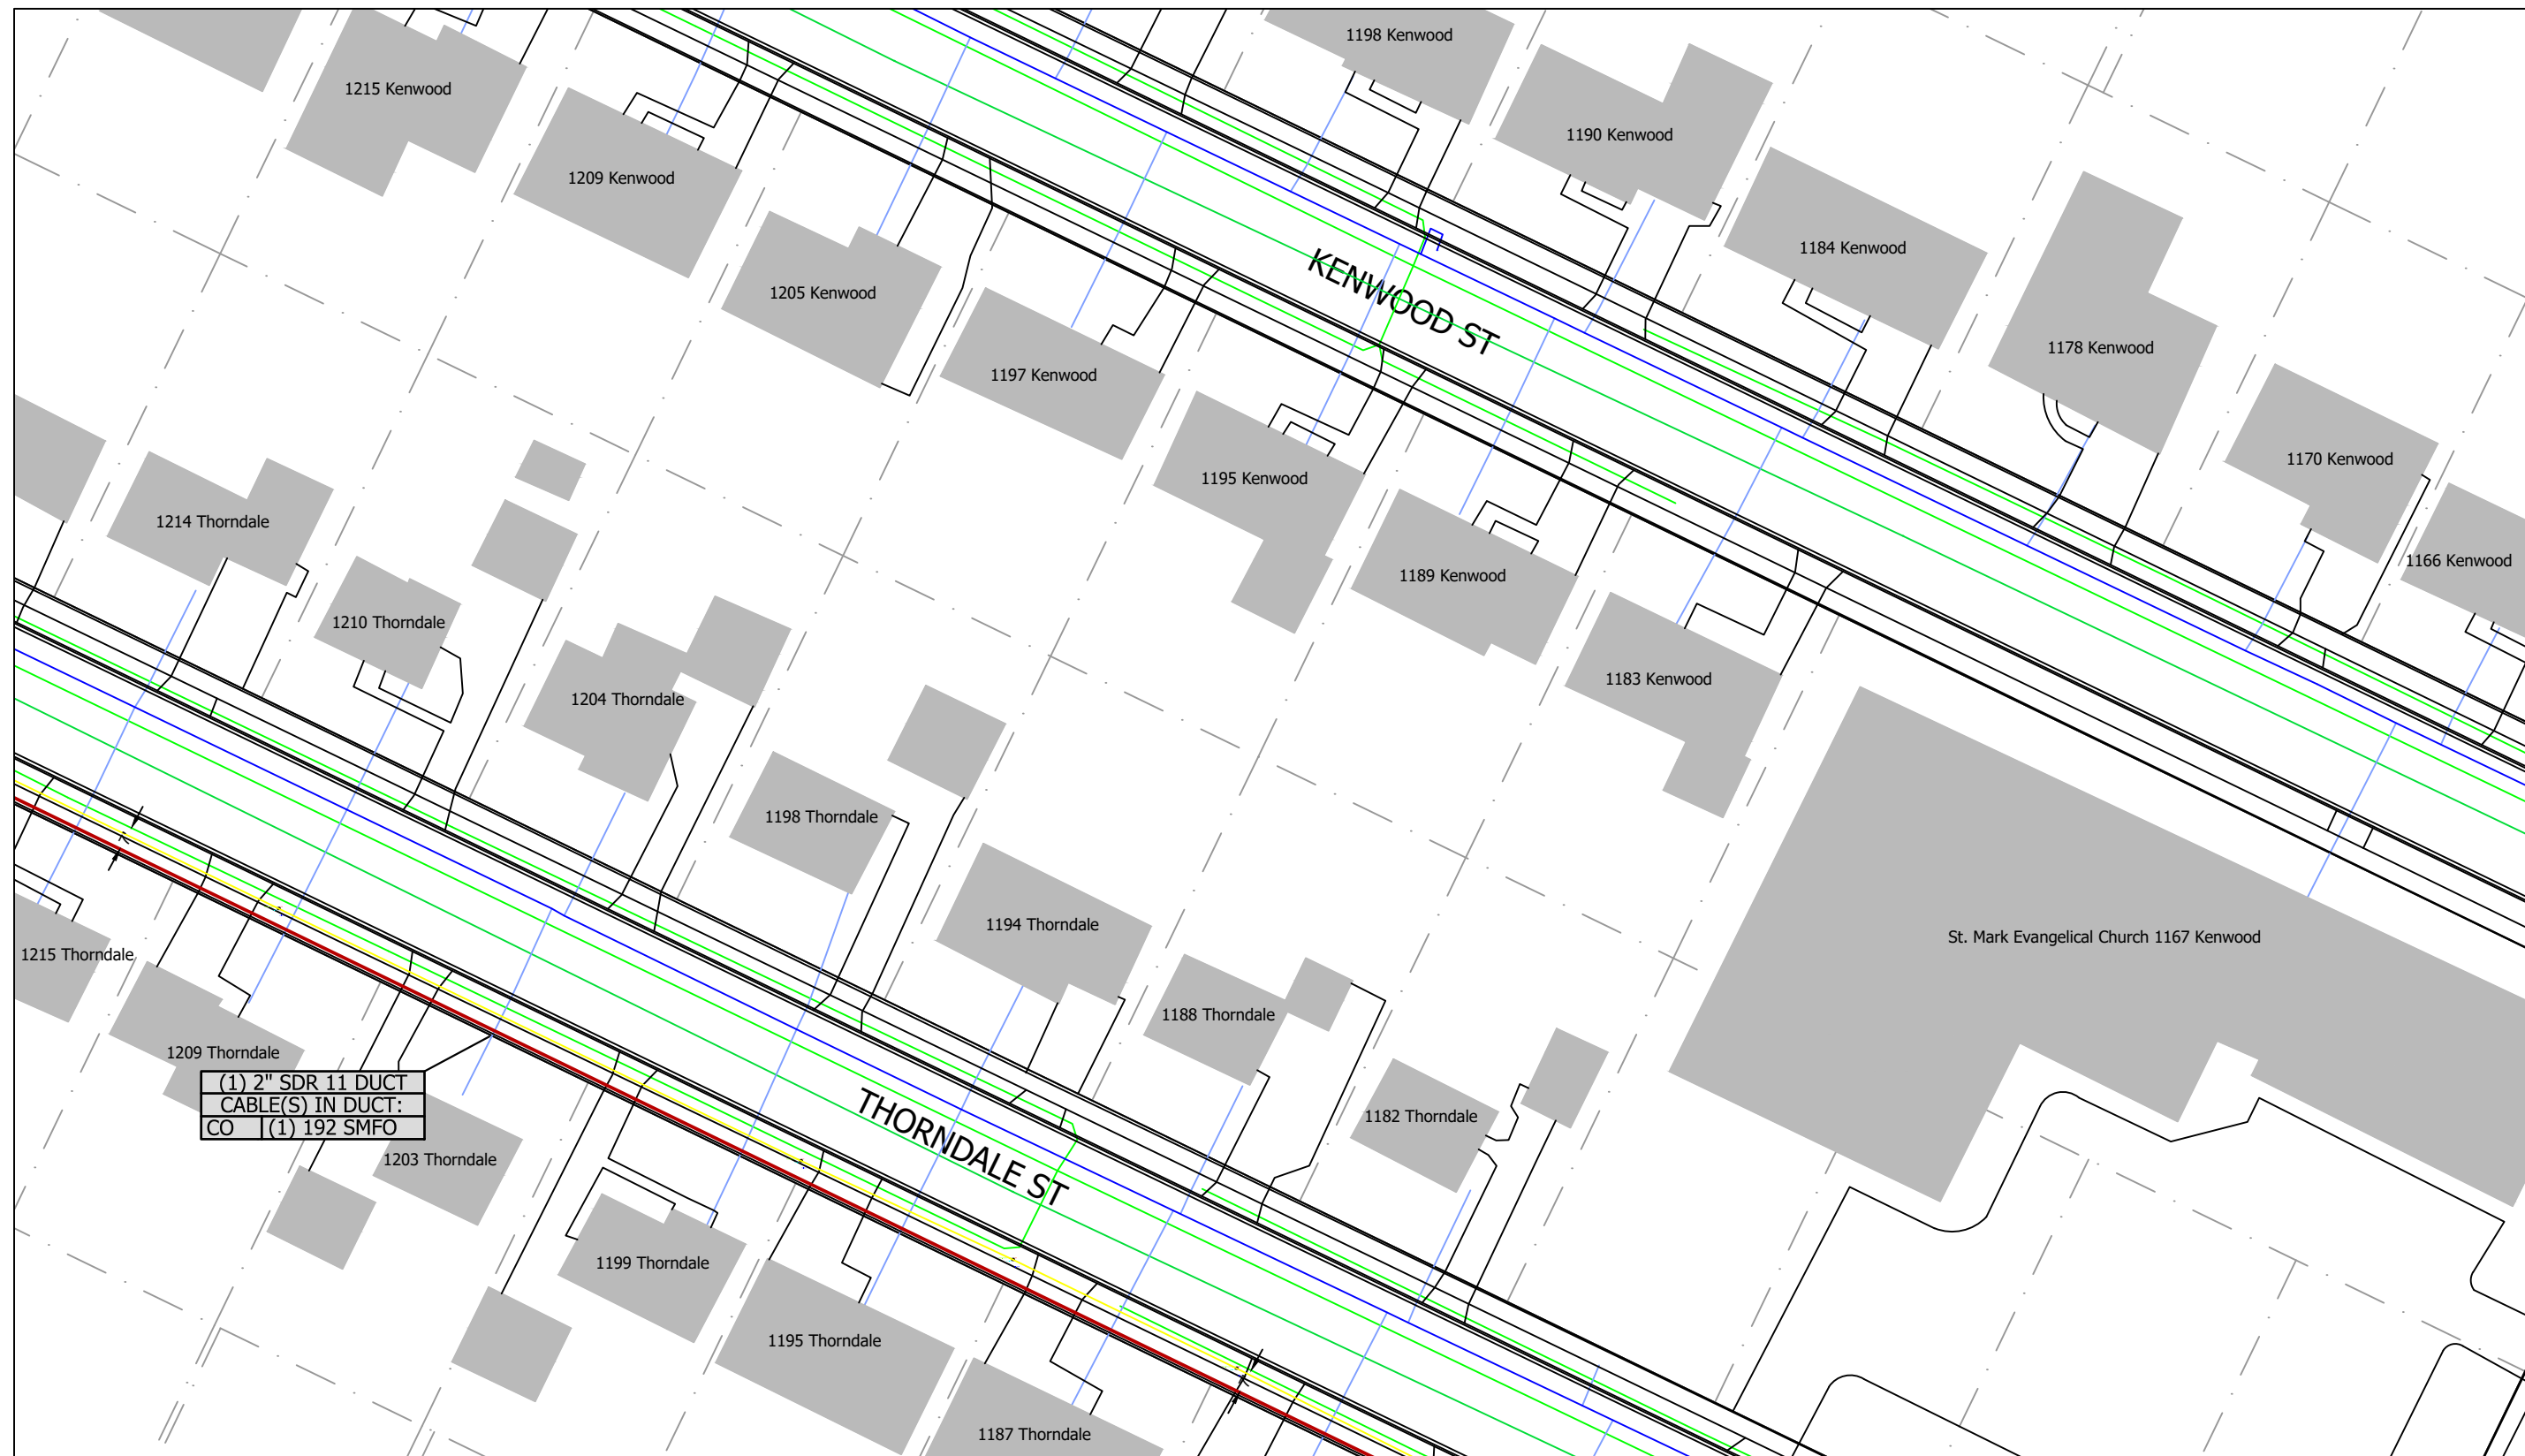 1198 Kenwood
1215 Kenwood
1190 Kenwood
1209 Kenwood
1184 Kenwood
KENWOOD ST
1205 Kenwood
1178 Kenwood
1197 Kenwood
1170 Kenwood
1195 Kenwood
1214 Thorndale
1166 Kenwood
1189 Kenwood
1210 Thorndale
1183 Kenwood
1204 Thorndale
1198 Thorndale
1194 Thorndale
St. Mark Evangelical Church 1167 Kenwood
1215 Thorndale
1188 Thorndale
1209 Thorndale
(1) 2" SDR 11 DUCT
CABLE(S) IN DUCT:
CO (1) 192 SMFO
1182 Thorndale
THORNDALE ST
1203 Thorndale
1199 Thorndale
1195 Thorndale
1187 Thorndale